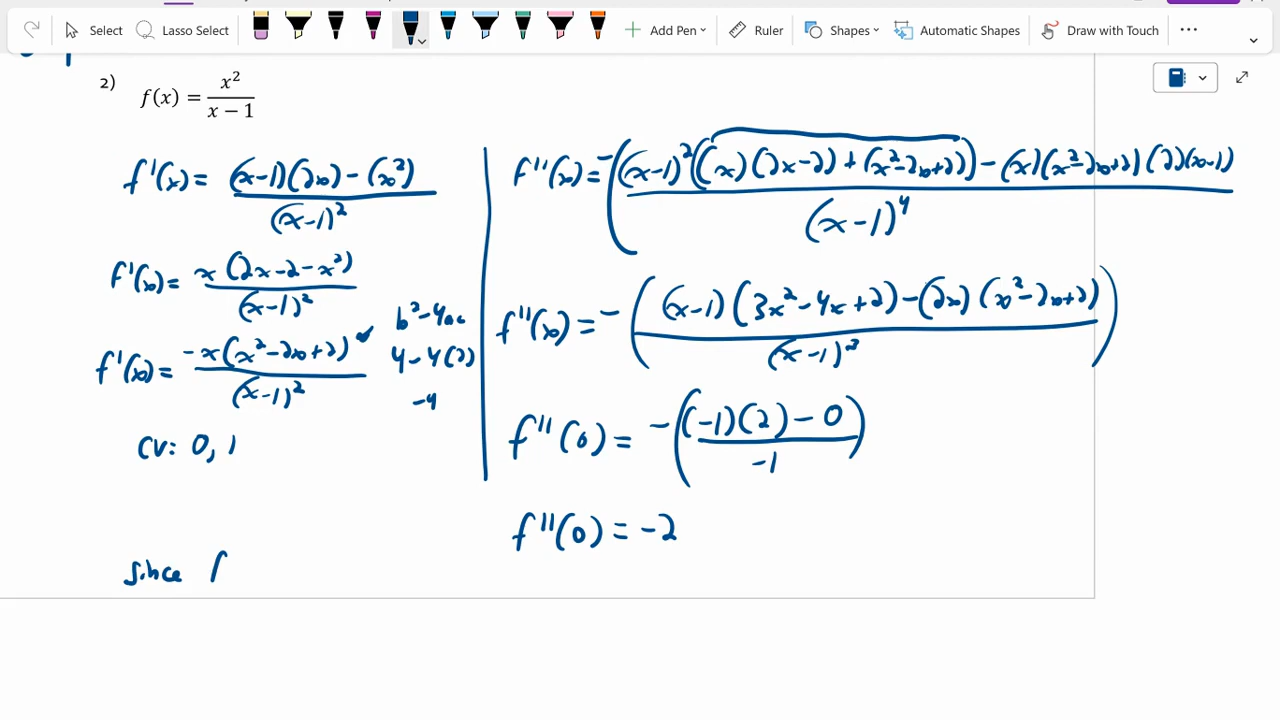 Select Lasso Select Add Pen Ruler Shapes Automatic Shapes Draw with Touch
2) f(x) = x²/(x − 1)
f'(x) = ((x-1)(2x) - (x²))/(x-1)²
f'(x) = x(2x-2-x²)/(x-1)²
f'(x) = -x(x²-2x+2)/(x-1)²
b²-4ac
4-4(2)
-4
CV: 0, 1
since f
f''(x) = -((x-1)²((x)(2x-2)+(x²-2x+2)) - (x)(x²-2x+2)(2)(x-1)/(x-1)⁴
f''(x) = -(((x-1)(3x²-4x+2)-(2x)(x²-2x+2))/(x-1)³)
f''(0) = -(((-1)(2)-0)/-1)
f''(0) = -2